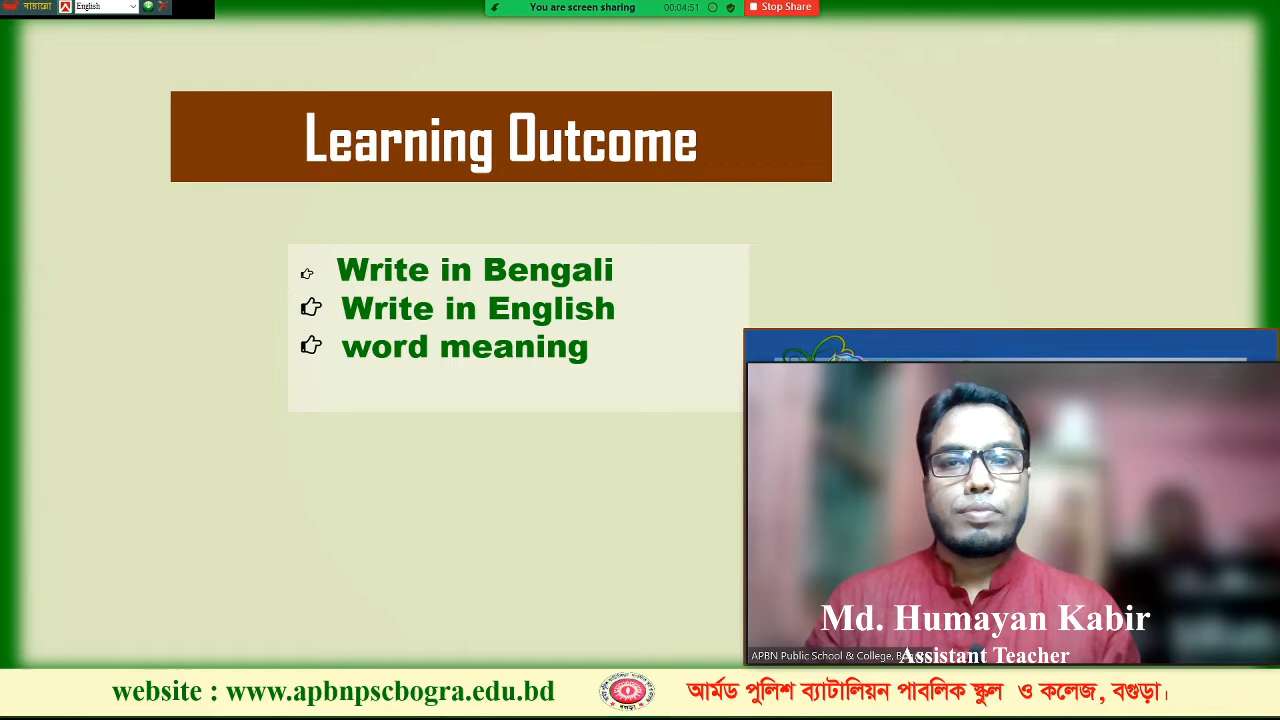 বায়ান্নো English
You are screen sharing 00:04:51 Stop Share
Learning Outcome
Write in Bengali
Write in English
word meaning
Md. Humayan Kabir
APBN Public School & College, B
Assistant Teacher
website : www.apbnpscbogra.edu.bd
বগুড়া
আর্মড পুলিশ ব্যাটালিয়ন পাবলিক স্কুল ও কলেজ, বগুড়া।